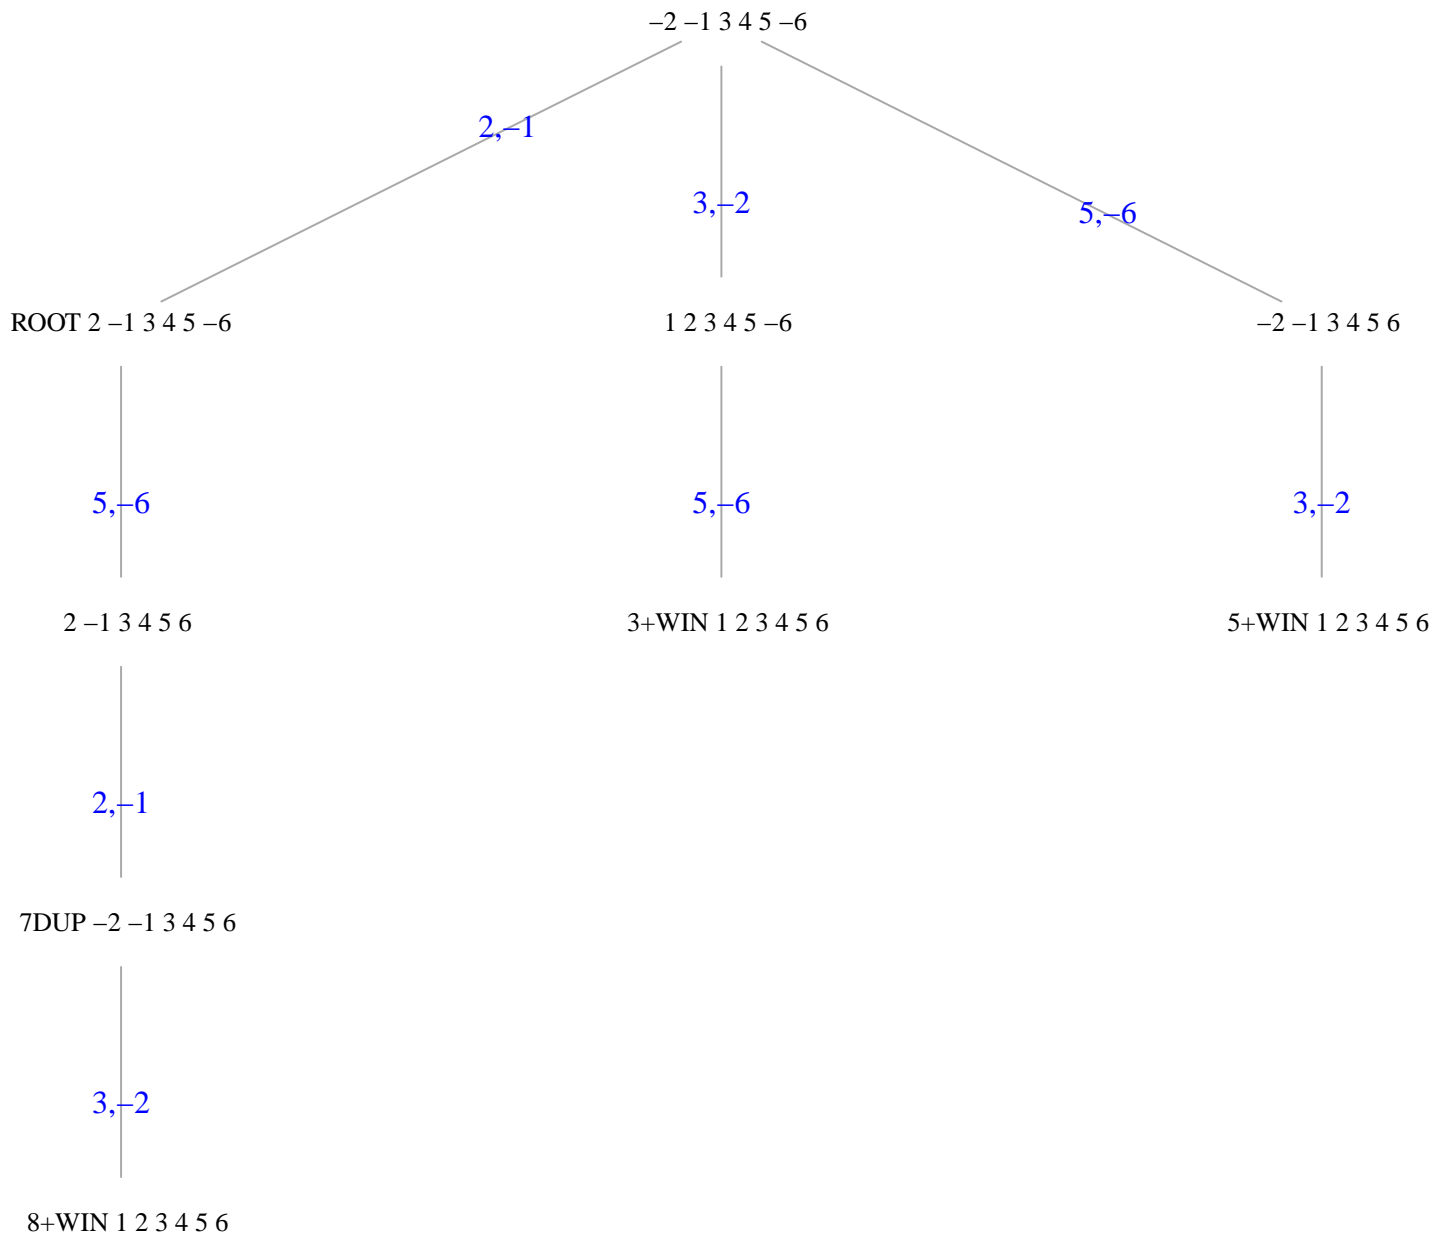 –2 –1 3 4 5 –6
2,–1
3,–2
5,–6
ROOT 2 –1 3 4 5 –6
1 2 3 4 5 –6
–2 –1 3 4 5 6
5,–6
5,–6
3,–2
2 –1 3 4 5 6
3+WIN 1 2 3 4 5 6
5+WIN 1 2 3 4 5 6
2,–1
7DUP –2 –1 3 4 5 6
3,–2
8+WIN 1 2 3 4 5 6